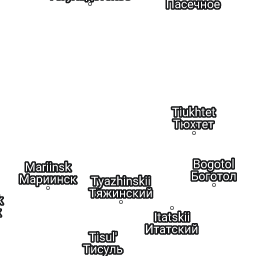 Пасечное
Tiukhtet
Тюхтет
Mariinsk
Мариинск
Bogotol
Боготол
Tyazhinskii
Тяжинский
Itatskii
Итатский
Tisul'
Тисуль